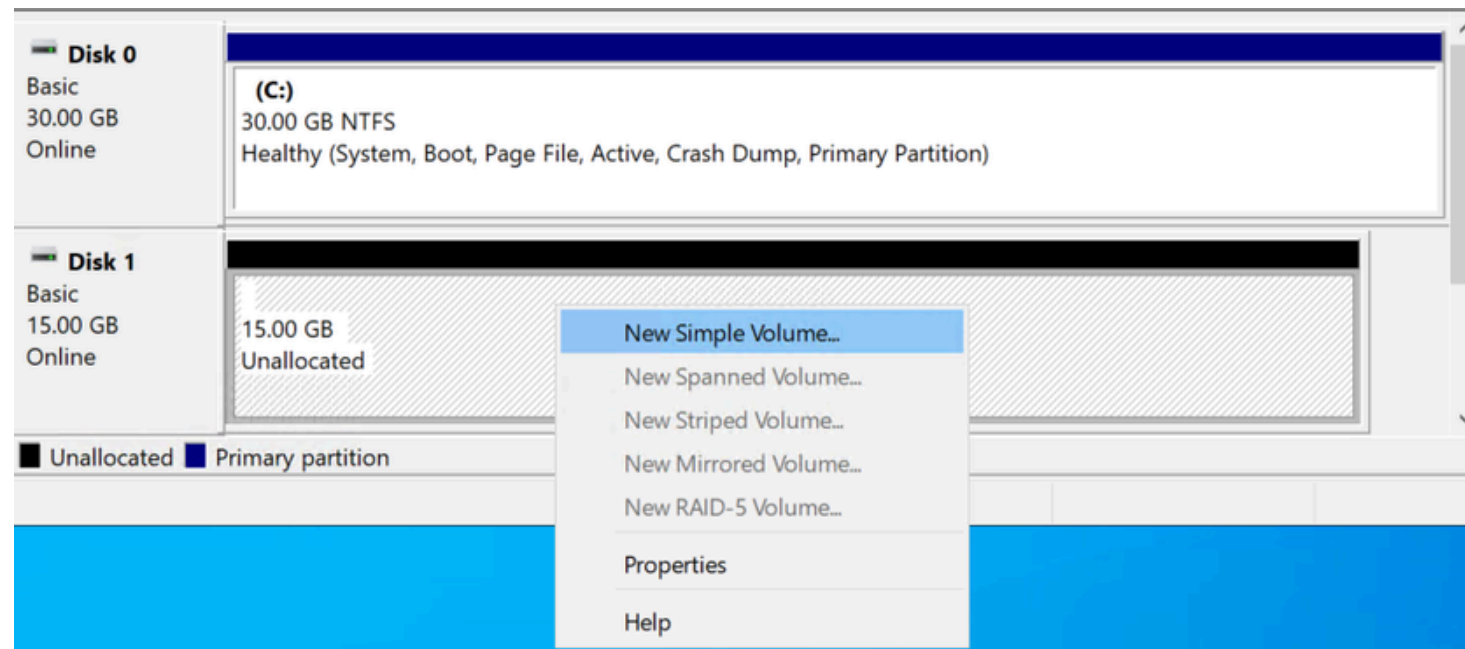 Disk 0
Basic
30.00 GB
Online
(C:)
30.00 GB NTFS
Healthy (System, Boot, Page File, Active, Crash Dump, Primary Partition)
Disk 1
Basic
15.00 GB
Online
15.00 GB
Unallocated
New Simple Volume...
New Spanned Volume...
New Striped Volume...
New Mirrored Volume...
New RAID-5 Volume...
Properties
Help
Unallocated Primary partition